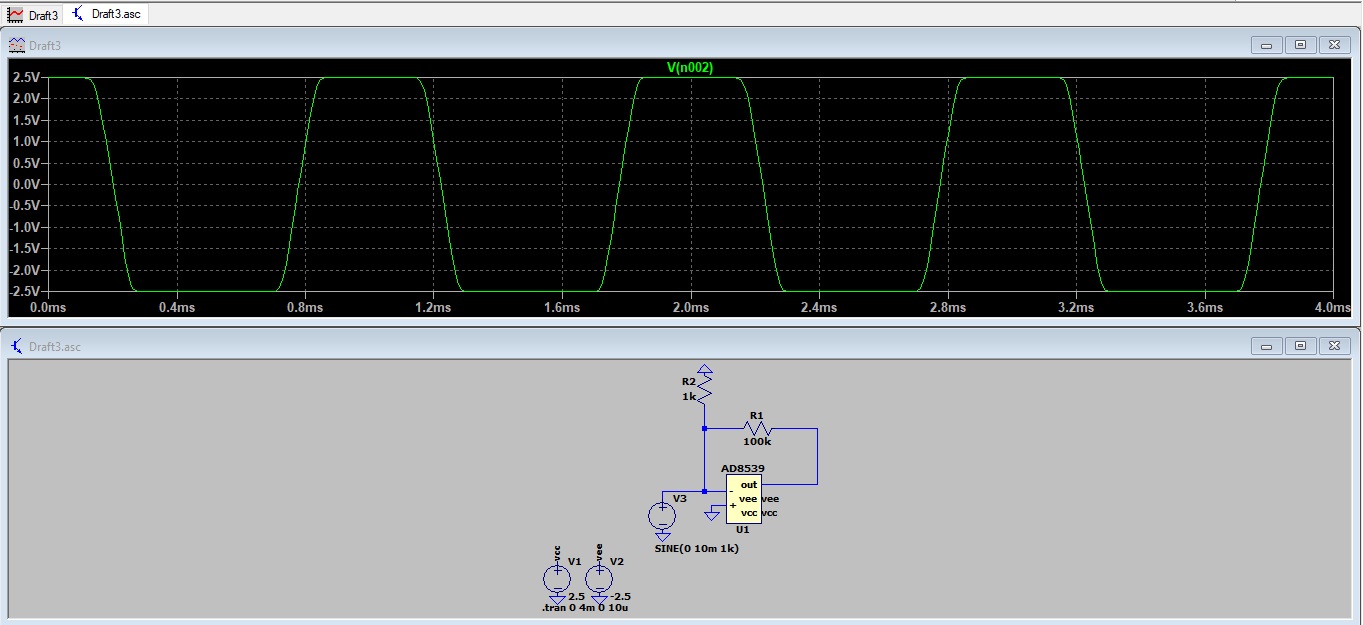 Draft3 Draft3.asc
Draft3
V(n002)
2.5V
2.0V
1.5V
1.0V
0.5V
0.0V
-0.5V
-1.0V
-1.5V
-2.0V
-2.5V
0.0ms 0.4ms 0.8ms 1.2ms 1.6ms 2.0ms 2.4ms 2.8ms 3.2ms 3.6ms 4.0ms
Draft3.asc
R2
1k
R1
100k
AD8539
out
-
vee vee
+
vcc vcc
U1
V3
SINE(0 10m 1k)
vcc vee
V1 V2
2.5 -2.5
.tran 0 4m 0 10u